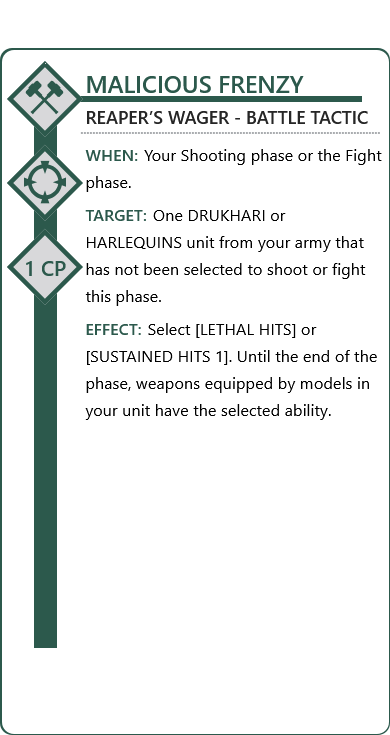 MALICIOUS FRENZY
REAPER’S WAGER - BATTLE TACTIC
WHEN: Your Shooting phase or the Fight
phase.
TARGET: One DRUKHARI or
HARLEQUINS unit from your army that
has not been selected to shoot or fight
this phase.
1 CP
EFFECT: Select [LETHAL HITS] or
[SUSTAINED HITS 1]. Until the end of the
phase, weapons equipped by models in
your unit have the selected ability.